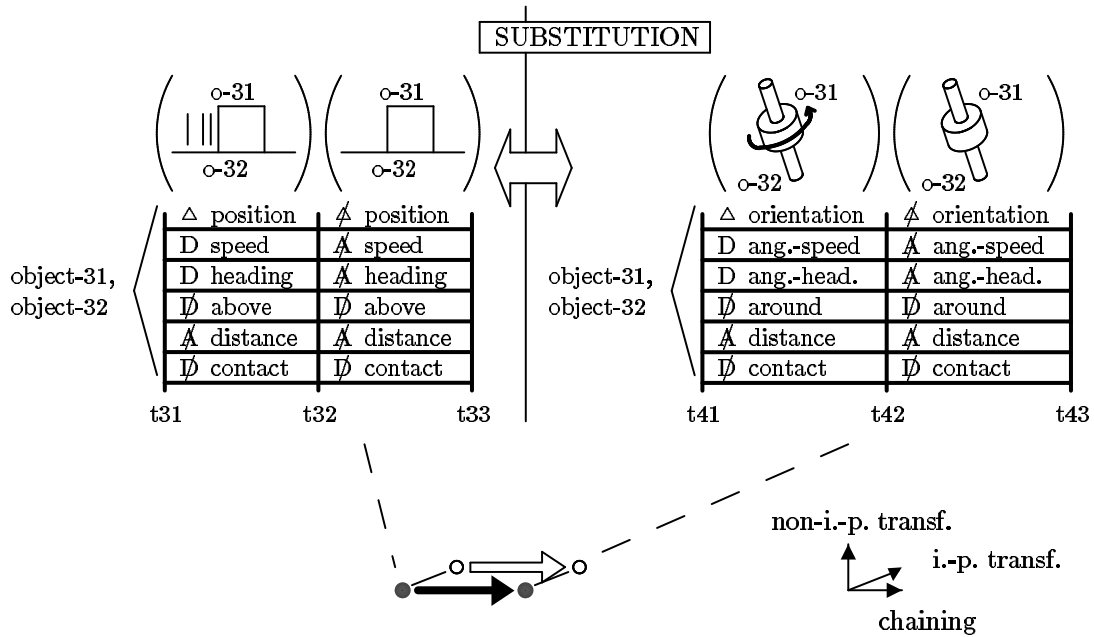 SUBSTITUTION
o-31
o-32
o-31
o-32
object-31,
object-32
△ position
△̸ position
D speed
A̸ speed
D heading
A̸ heading
D̸ above
D̸ above
A̸ distance
A̸ distance
D̸ contact
D̸ contact
t31
t32
t33
o-31
o-32
o-31
o-32
object-31,
object-32
△ orientation
△̸ orientation
D ang.-speed
A̸ ang.-speed
D ang.-head.
A̸ ang.-head.
D̸ around
D̸ around
A̸ distance
A̸ distance
D̸ contact
D̸ contact
t41
t42
t43
non-i.-p. transf.
i.-p. transf.
chaining